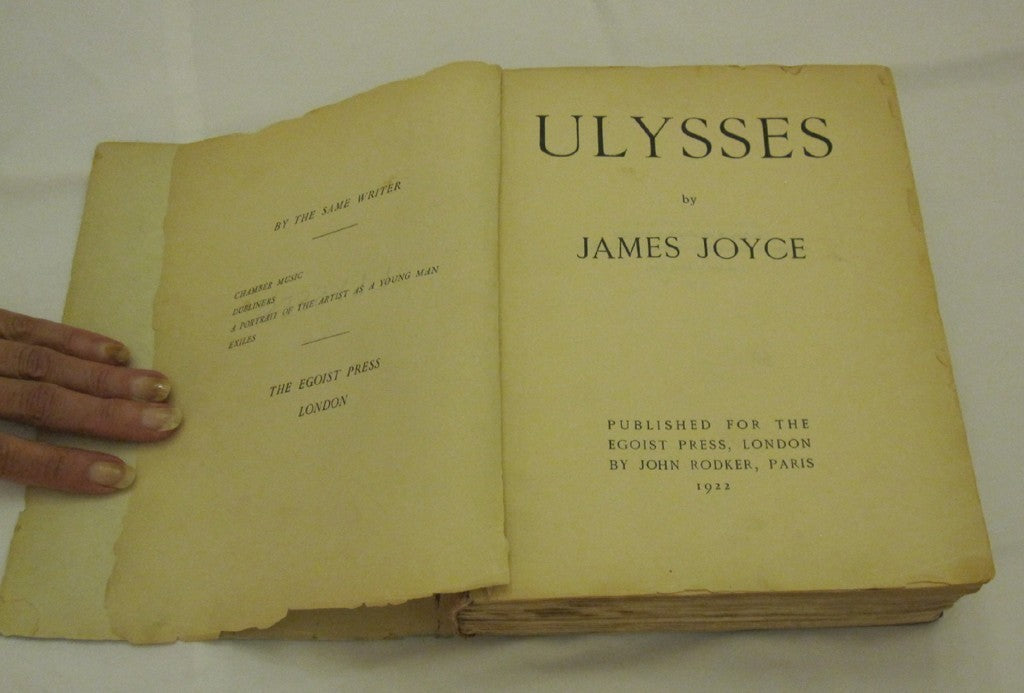 BY THE SAME WRITER
CHAMBER MUSIC
DUBLINERS
A PORTRAIT OF THE ARTIST AS A YOUNG MAN
EXILES
THE EGOIST PRESS
LONDON
ULYSSES
by
JAMES JOYCE
PUBLISHED FOR THE
EGOIST PRESS, LONDON
BY JOHN RODKER, PARIS
1922